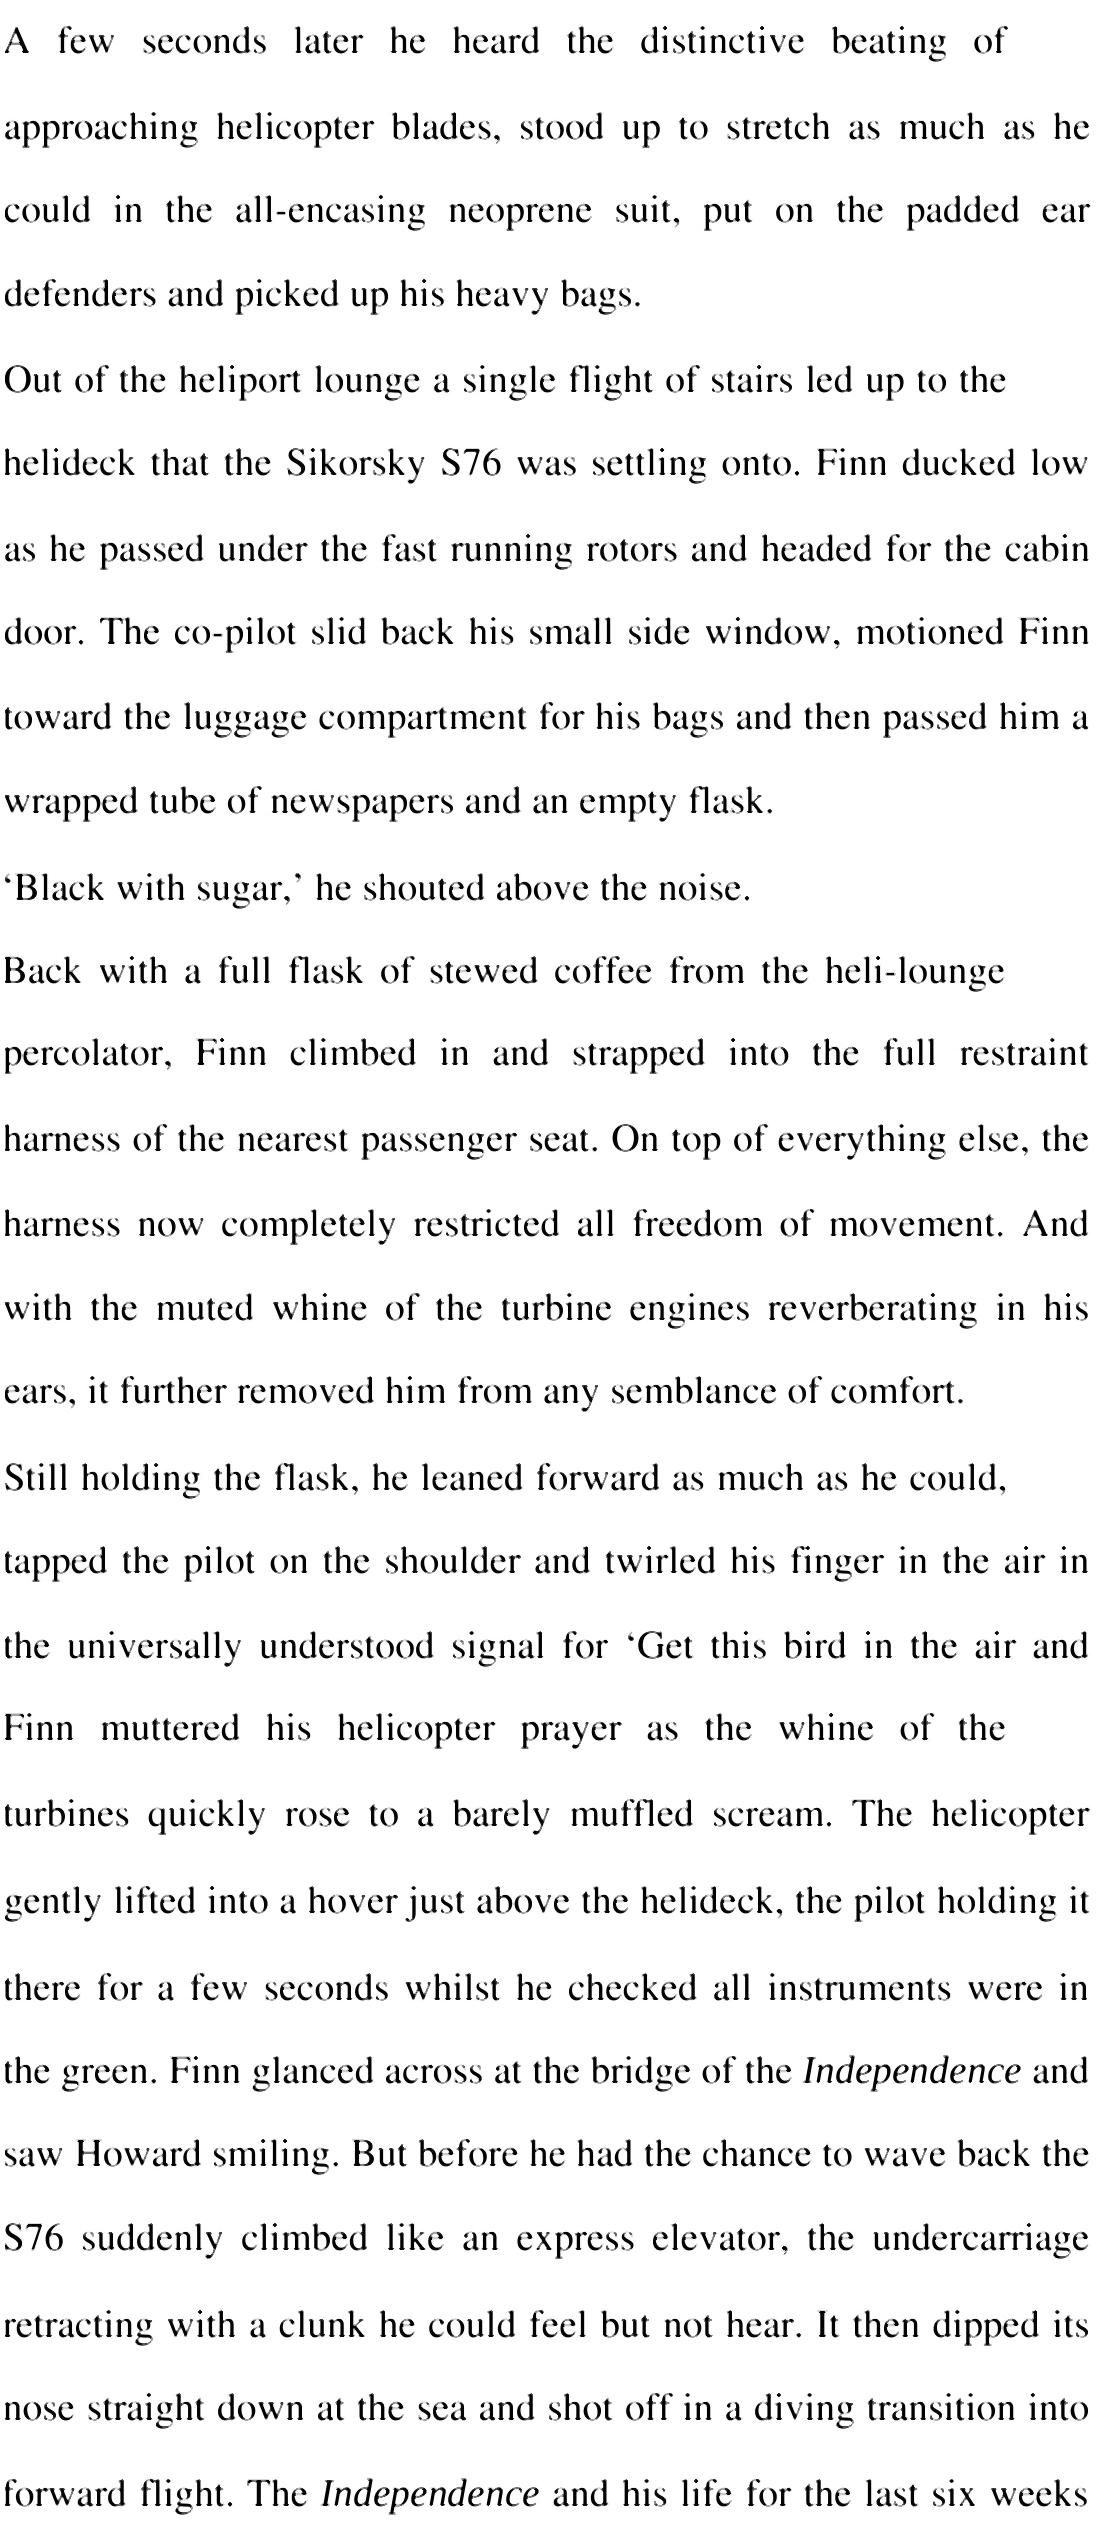 A few seconds later he heard the distinctive beating of
approaching helicopter blades, stood up to stretch as much as he
could in the all-encasing neoprene suit, put on the padded ear
defenders and picked up his heavy bags.
Out of the heliport lounge a single flight of stairs led up to the
helideck that the Sikorsky S76 was settling onto. Finn ducked low
as he passed under the fast running rotors and headed for the cabin
door. The co-pilot slid back his small side window, motioned Finn
toward the luggage compartment for his bags and then passed him a
wrapped tube of newspapers and an empty flask.
‘Black with sugar,’ he shouted above the noise.
Back with a full flask of stewed coffee from the heli-lounge
percolator, Finn climbed in and strapped into the full restraint
harness of the nearest passenger seat. On top of everything else, the
harness now completely restricted all freedom of movement. And
with the muted whine of the turbine engines reverberating in his
ears, it further removed him from any semblance of comfort.
Still holding the flask, he leaned forward as much as he could,
tapped the pilot on the shoulder and twirled his finger in the air in
the universally understood signal for ‘Get this bird in the air and
Finn muttered his helicopter prayer as the whine of the
turbines quickly rose to a barely muffled scream. The helicopter
gently lifted into a hover just above the helideck, the pilot holding it
there for a few seconds whilst he checked all instruments were in
the green. Finn glanced across at the bridge of the Independence and
saw Howard smiling. But before he had the chance to wave back the
S76 suddenly climbed like an express elevator, the undercarriage
retracting with a clunk he could feel but not hear. It then dipped its
nose straight down at the sea and shot off in a diving transition into
forward flight. The Independence and his life for the last six weeks